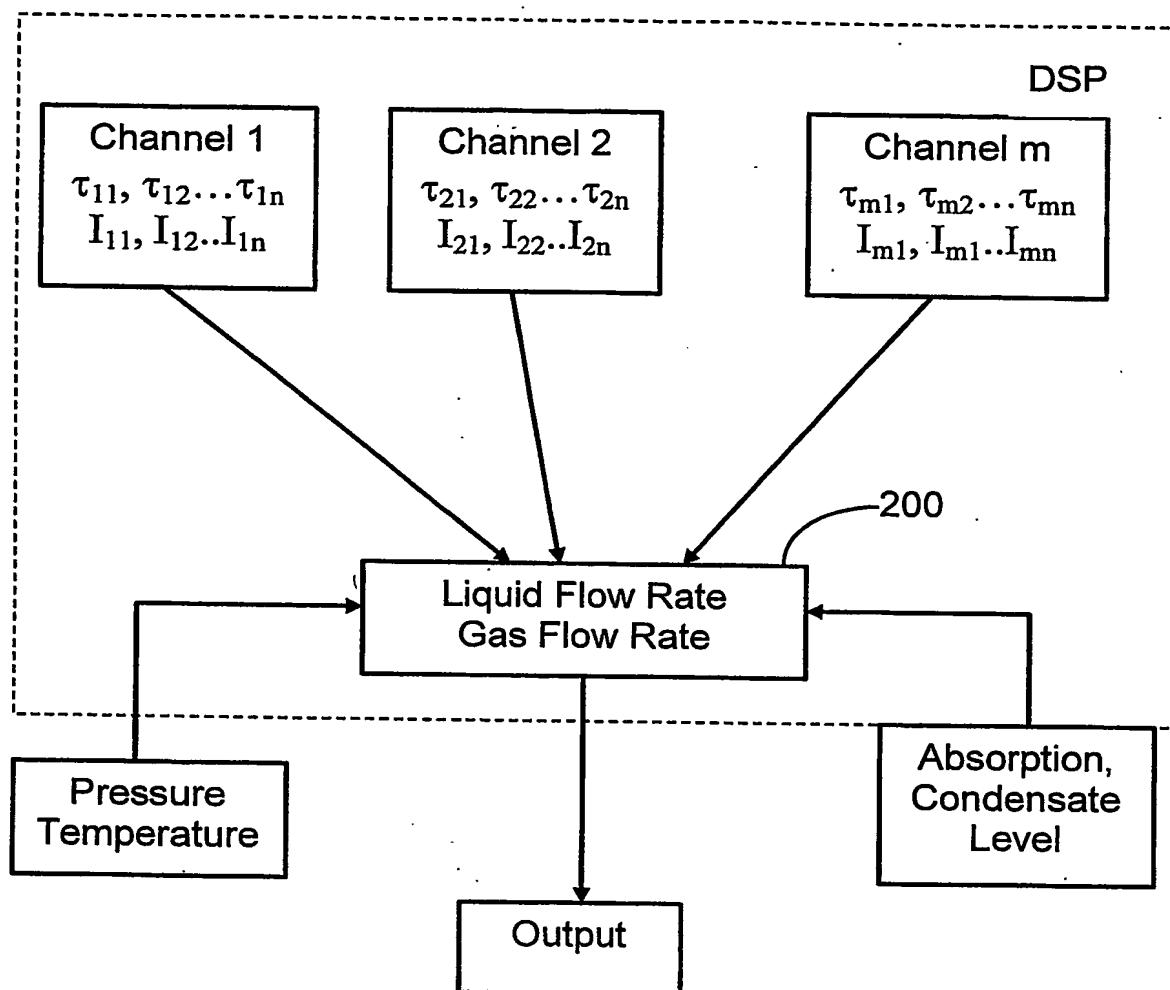 DSP
Channel 1
τ11, τ12...τ1n
I11, I12..I1n
Channel 2
τ21, τ22...τ2n
I21, I22..I2n
Channel m
τm1, τm2...τmn
Im1, Im1..Imn
200
Liquid Flow Rate
Gas Flow Rate
Pressure
Temperature
Absorption,
Condensate
Level
Output